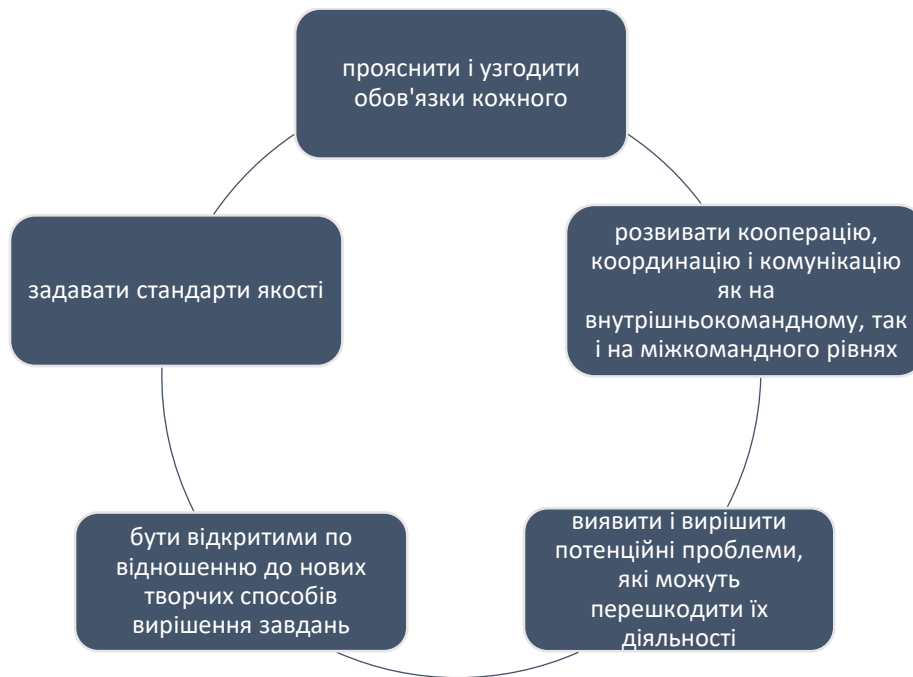 прояснити і узгодити
обов'язки кожного
розвивати кооперацію,
координацію і комунікацію
як на
внутрішньокомандному, так
і на міжкомандного рівнях
виявити і вирішити
потенційні проблеми,
які можуть
перешкодити їх
діяльності
бути відкритими по
відношенню до нових
творчих способів
вирішення завдань
задавати стандарти якості